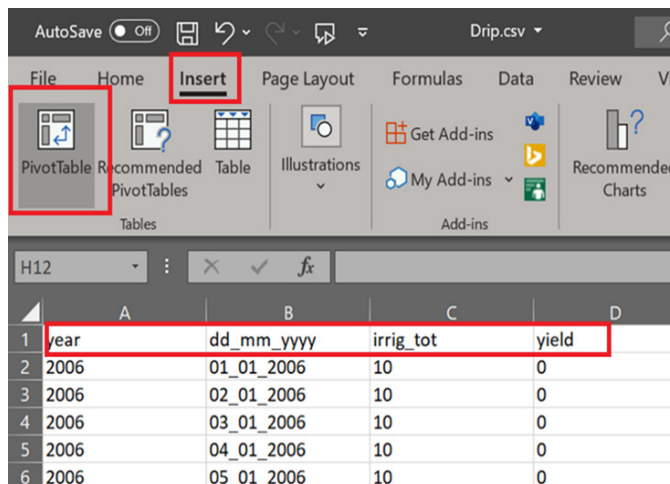 AutoSave Off Drip.csv
File Home Insert Page Layout Formulas Data Review
PivotTable Recommended PivotTables Table Illustrations Get Add-ins My Add-ins Recommended Charts
Tables Add-ins
H12 fx
A B C D
1 year dd_mm_yyyy irrig_tot yield
2 2006 01_01_2006 10 0
3 2006 02_01_2006 10 0
4 2006 03_01_2006 10 0
5 2006 04_01_2006 10 0
6 2006 05_01_2006 10 0